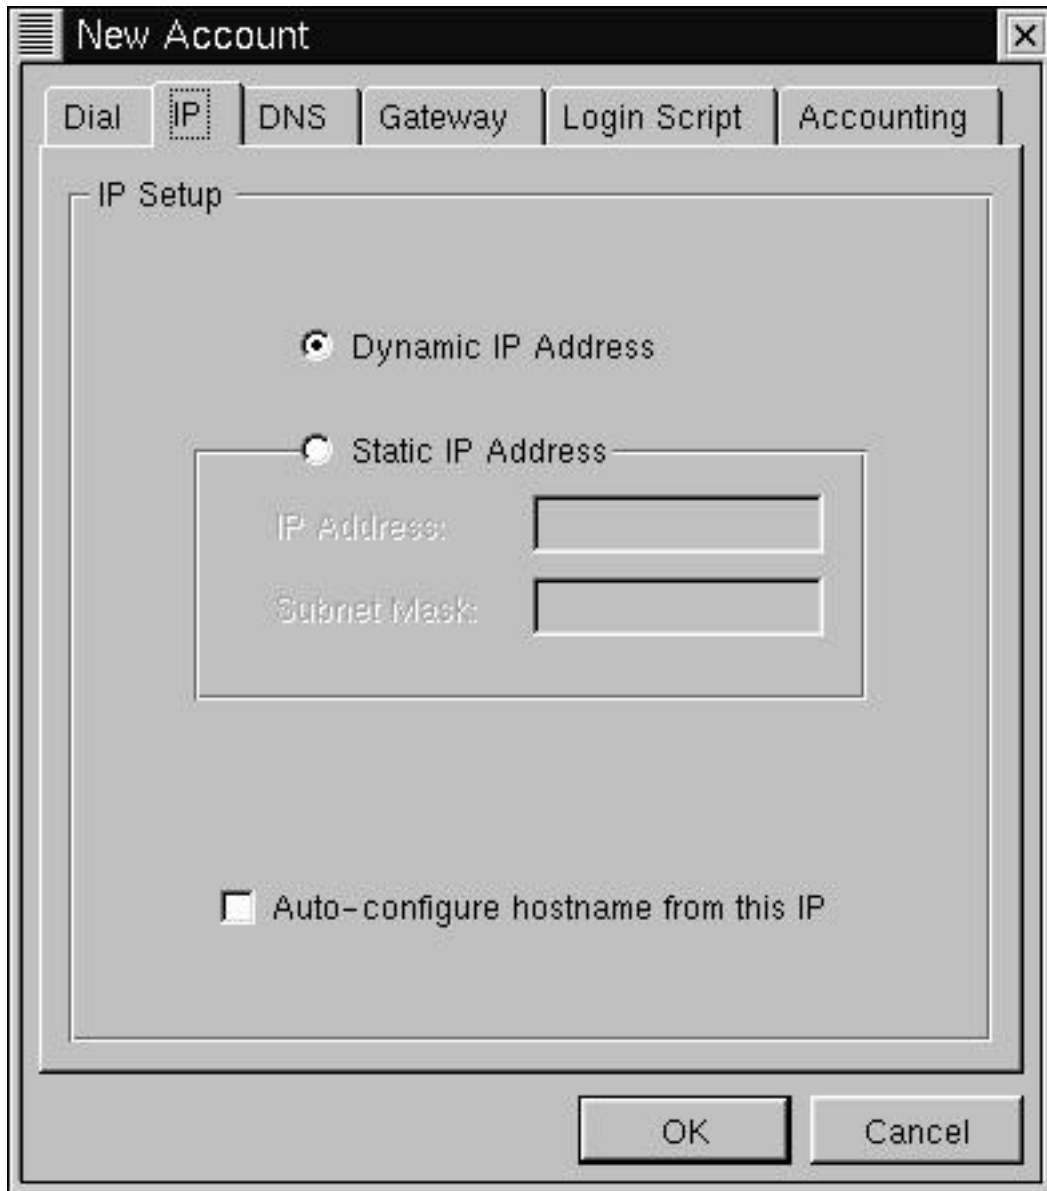 New Account
Dial IP DNS Gateway Login Script Accounting
IP Setup
Dynamic IP Address
Static IP Address
IP Address:
Subnet Mask:
Auto-configure hostname from this IP
OK Cancel